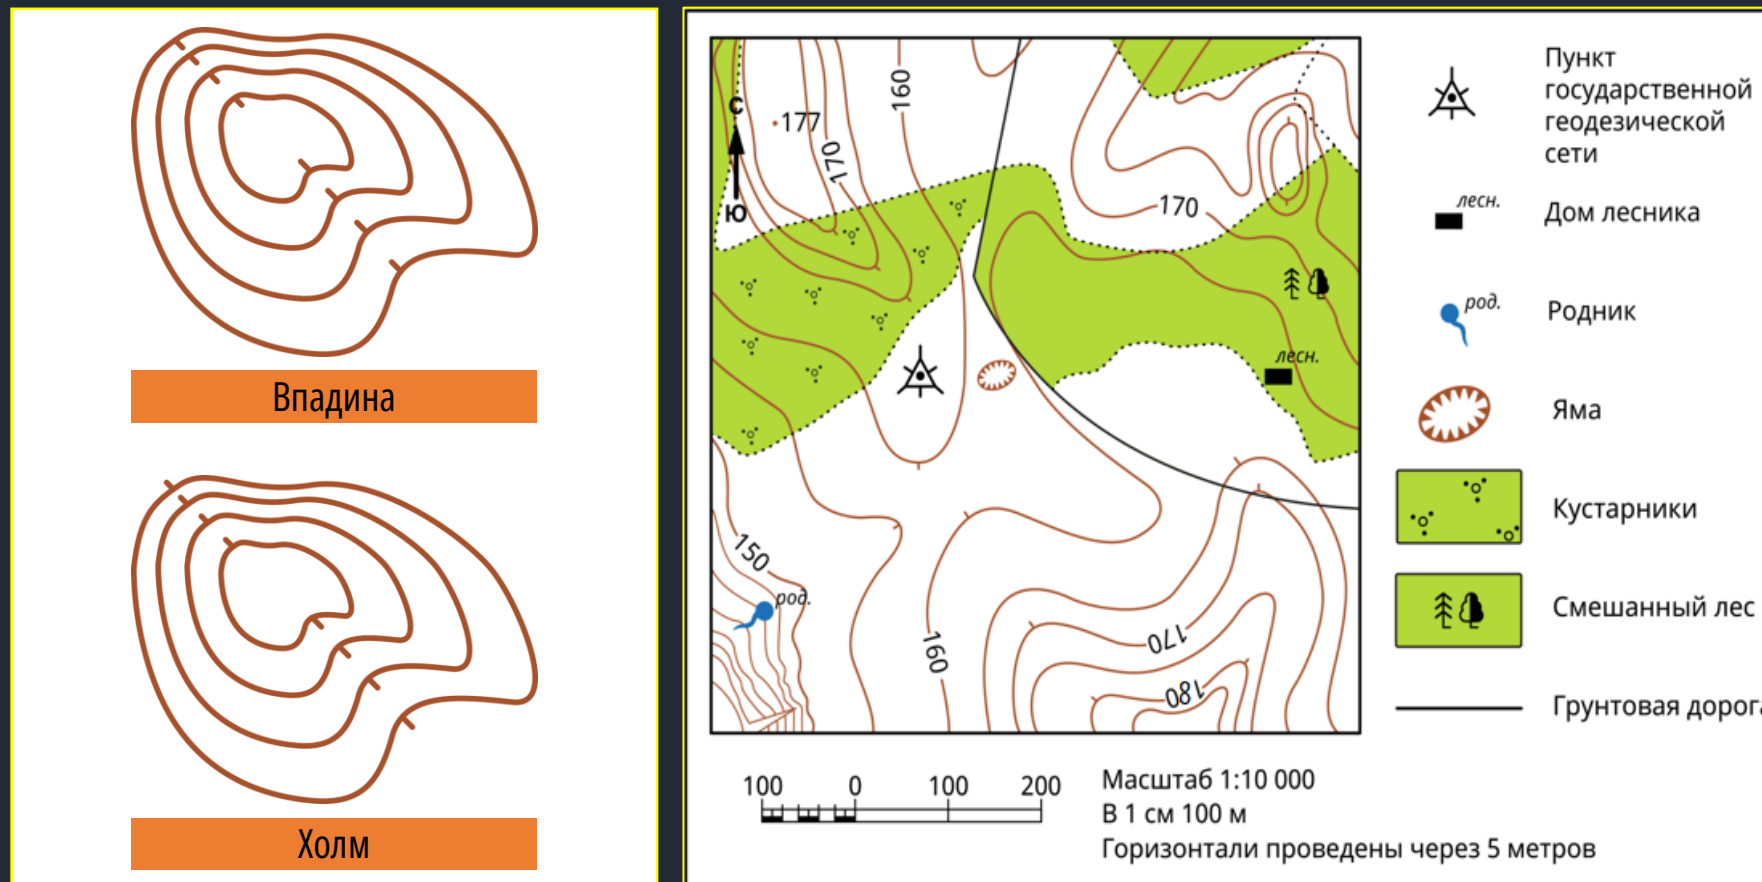 Впадина
Холм
С
Ю
177
170
160
170
150
160
170
180
лесн.
род.
100 0 100 200
Масштаб 1:10 000
В 1 см 100 м
Горизонтали проведены через 5 метров
Пункт
государственной
геодезической
сети
лесн.
Дом лесника
род.
Родник
Яма
Кустарники
Смешанный лес
Грунтовая дорога